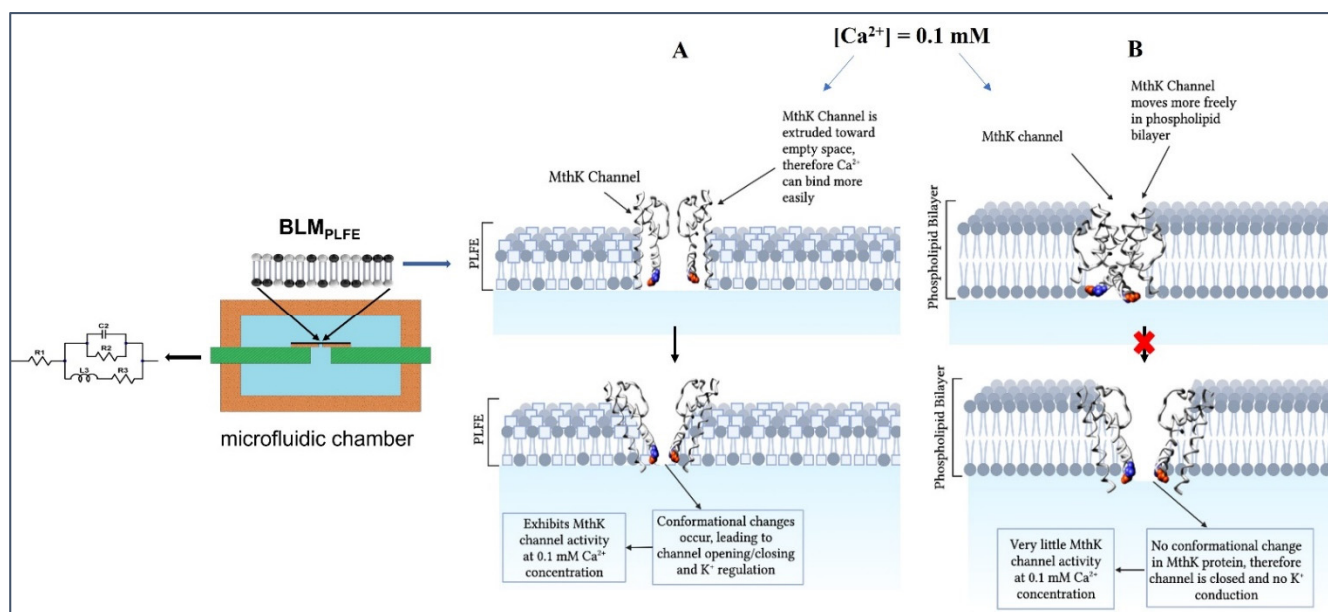 [Ca²⁺] = 0.1 mM
A
B
MthK Channel is
extruded toward
empty space,
therefore Ca²⁻
can bind more
easily
MthK Channel
MthK Channel
moves more freely
in phospholipid
bilayer
MthK channel
BLM_PLFE
PLFE
Phospholipid Bilayer
C2
R1
R2
L3
R3
microfluidic chamber
PLFE
Phospholipid Bilayer
Exhibits MthK
channel activity
at 0.1 mM Ca²⁺
concentration
Conformational changes
occur, leading to
channel opening/closing
and K⁺ regulation
Very little MthK
channel activity
at 0.1 mM Ca²⁺
concentration
No conformational change
in MthK protein, therefore
channel is closed and no K⁺
conduction